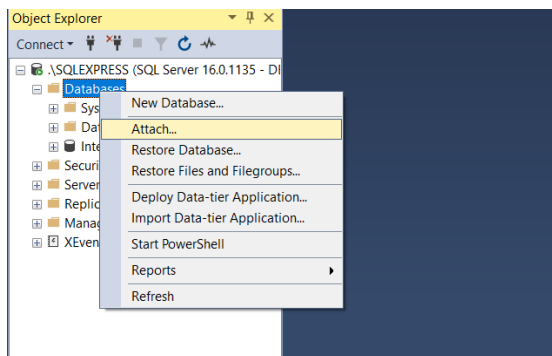 Object Explorer
Connect
.\SQLEXPRESS (SQL Server 16.0.1135 - DI
Databases
New Database...
Sys
Attach...
Dat
Restore Database...
Inte
Restore Files and Filegroups...
Securi
Server
Deploy Data-tier Application...
Replic
Import Data-tier Application...
Manag
XEven
Start PowerShell
Reports
Refresh